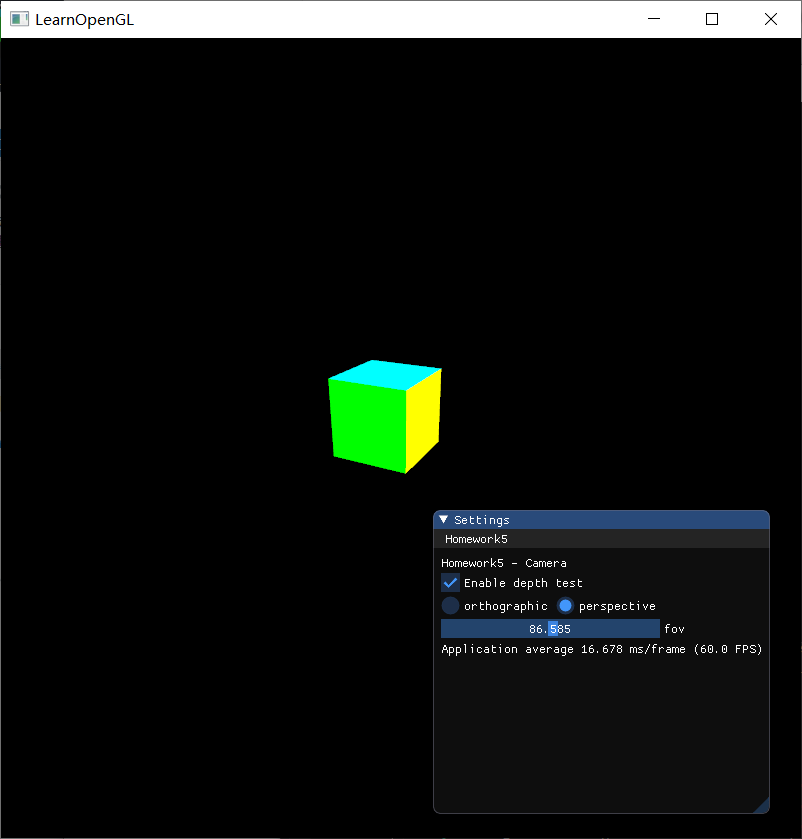 LearnOpenGL
Settings
Homework5
Homework5 - Camera
Enable depth test
orthographic perspective
86.585 fov
Application average 16.678 ms/frame (60.0 FPS)